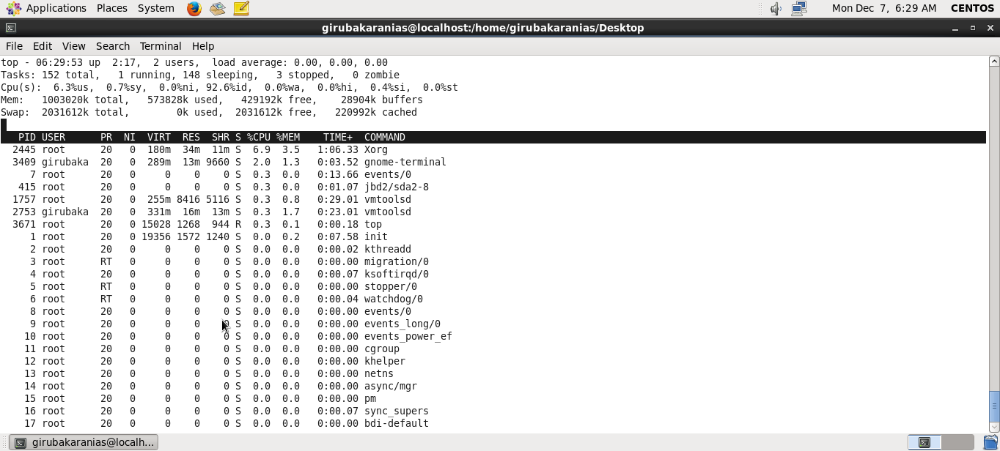 Applications Places System Mon Dec 7, 6:29 AM CENTOS
girubakaranias@localhost:/home/girubakaranias/Desktop
File Edit View Search Terminal Help
top - 06:29:53 up  2:17,  2 users,  load average: 0.00, 0.00, 0.00
Tasks: 152 total,   1 running, 148 sleeping,   3 stopped,   0 zombie
Cpu(s):  6.3%us,  0.7%sy,  0.0%ni, 92.6%id,  0.0%wa,  0.0%hi,  0.4%si,  0.0%st
Mem:   1003020k total,   573828k used,   429192k free,    28904k buffers
Swap:  2031612k total,        0k used,  2031612k free,   220992k cached
  PID USER      PR  NI  VIRT  RES  SHR S %CPU %MEM    TIME+  COMMAND
 2445 root      20   0  180m  34m  11m S  6.9  3.5   1:06.33 Xorg
 3409 girubaka  20   0  289m  13m 9660 S  2.0  1.3   0:03.52 gnome-terminal
    7 root      20   0     0    0    0 S  0.3  0.0   0:13.66 events/0
  415 root      20   0     0    0    0 S  0.3  0.0   0:01.07 jbd2/sda2-8
 1757 root      20   0  255m 8416 5116 S  0.3  0.8   0:29.01 vmtoolsd
 2753 girubaka  20   0  331m  16m  13m S  0.3  1.7   0:23.01 vmtoolsd
 3671 root      20   0 15028 1268  944 R  0.3  0.1   0:00.18 top
    1 root      20   0 19356 1572 1240 S  0.0  0.2   0:07.58 init
    2 root      20   0     0    0    0 S  0.0  0.0   0:00.02 kthreadd
    3 root      RT   0     0    0    0 S  0.0  0.0   0:00.00 migration/0
    4 root      20   0     0    0    0 S  0.0  0.0   0:00.07 ksoftirqd/0
    5 root      RT   0     0    0    0 S  0.0  0.0   0:00.00 stopper/0
    6 root      RT   0     0    0    0 S  0.0  0.0   0:00.04 watchdog/0
    8 root      20   0     0    0    0 S  0.0  0.0   0:00.00 events/0
    9 root      20   0     0    0    0 S  0.0  0.0   0:00.00 events_long/0
   10 root      20   0     0    0    0 S  0.0  0.0   0:00.00 events_power_ef
   11 root      20   0     0    0    0 S  0.0  0.0   0:00.00 cgroup
   12 root      20   0     0    0    0 S  0.0  0.0   0:00.00 khelper
   13 root      20   0     0    0    0 S  0.0  0.0   0:00.00 netns
   14 root      20   0     0    0    0 S  0.0  0.0   0:00.00 async/mgr
   15 root      20   0     0    0    0 S  0.0  0.0   0:00.00 pm
   16 root      20   0     0    0    0 S  0.0  0.0   0:00.07 sync_supers
   17 root      20   0     0    0    0 S  0.0  0.0   0:00.00 bdi-default
girubakaranias@localh...